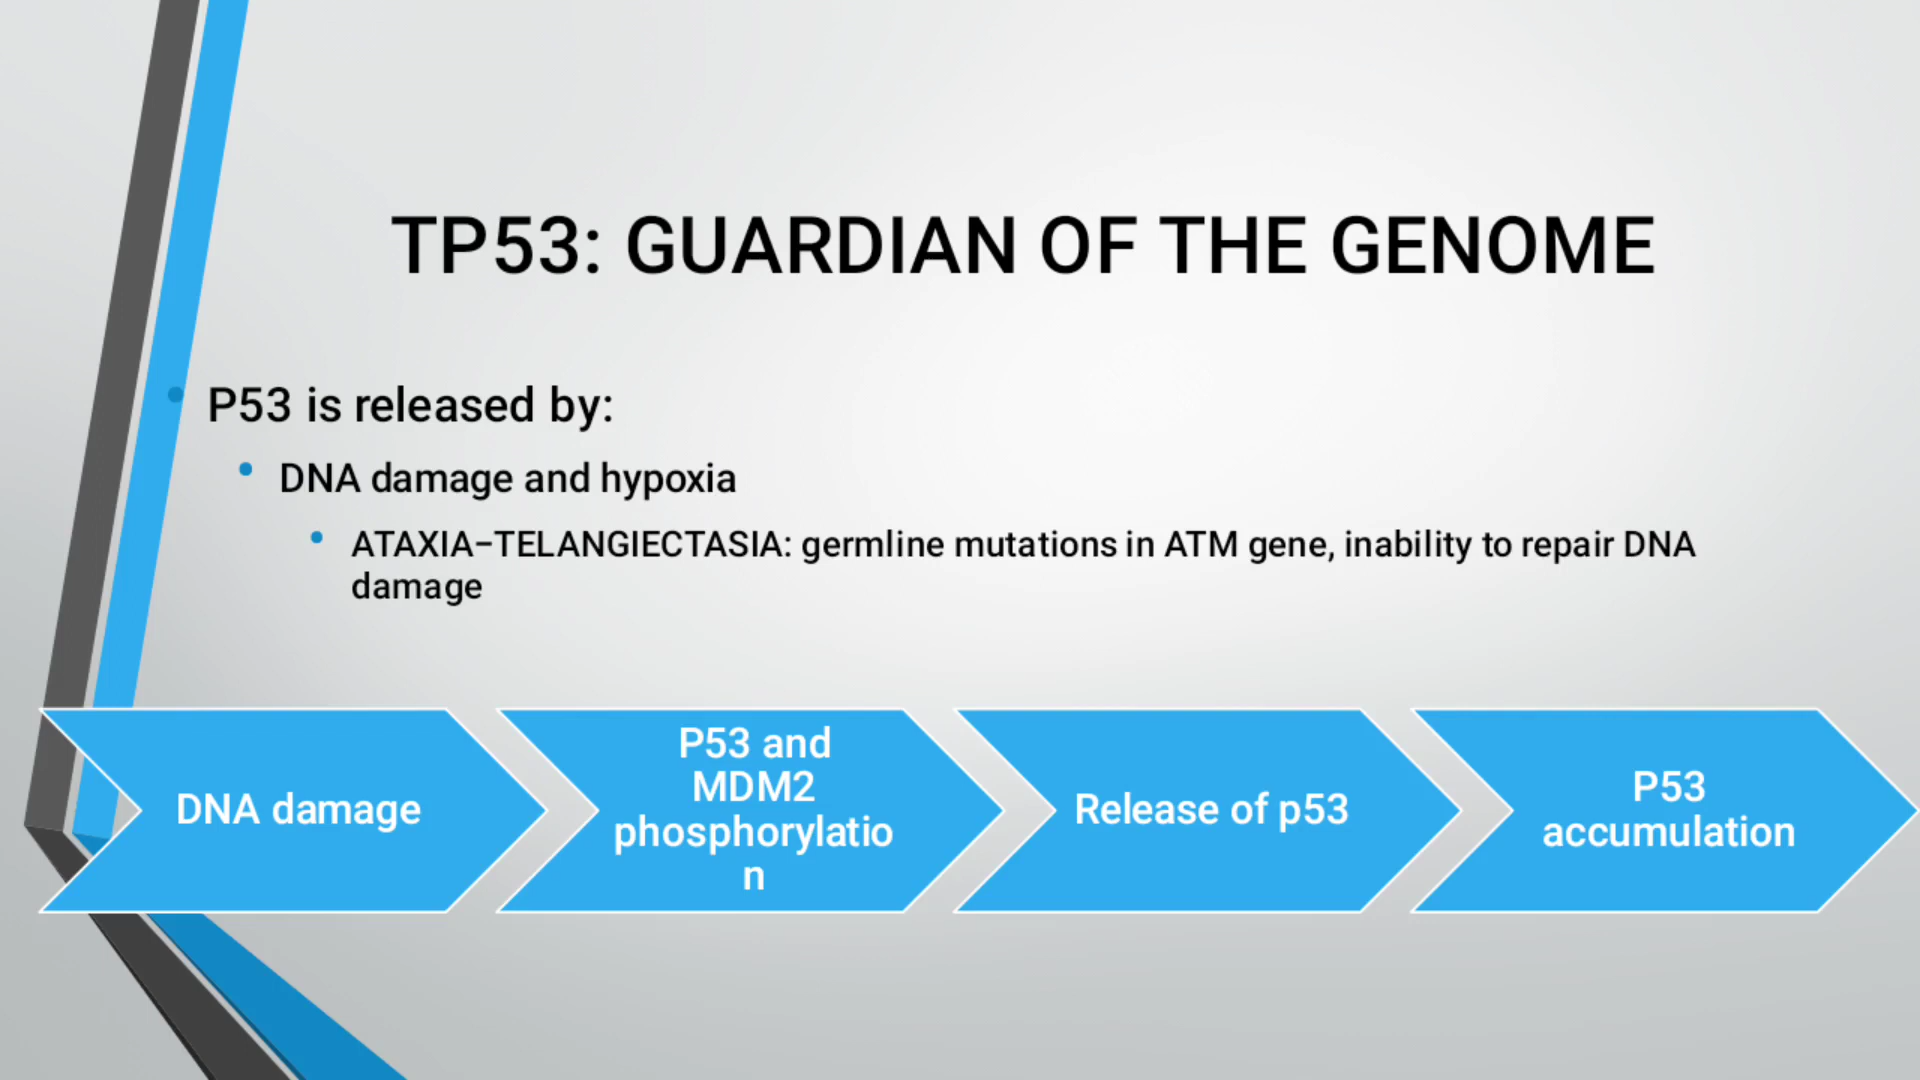 TP53: GUARDIAN OF THE GENOME
P53 is released by:
DNA damage and hypoxia
ATAXIA-TELANGIECTASIA: germline mutations in ATM gene, inability to repair DNA
damage
DNA damage
P53 and
MDM2
phosphorylatio
n
Release of p53
P53
accumulation